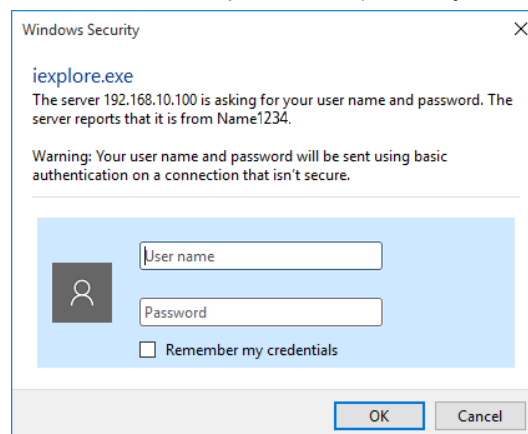 Windows Security
iexplore.exe
The server 192.168.10.100 is asking for your user name and password. The
server reports that it is from Name1234.
Warning: Your user name and password will be sent using basic
authentication on a connection that isn't secure.
User name
Password
Remember my credentials
OK Cancel